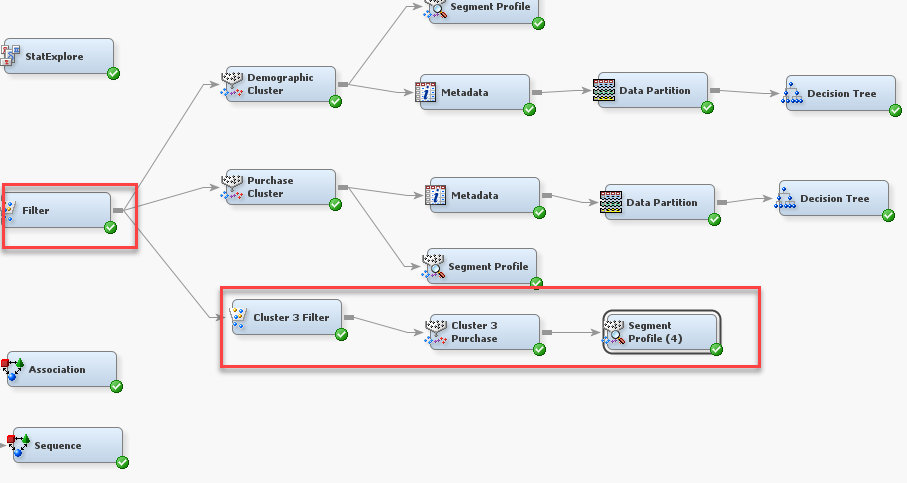 Segment Profile
StatExplore
Demographic
Cluster
Metadata
Data Partition
Decision Tree
Purchase
Cluster
Metadata
Data Partition
Decision Tree
Filter
Segment Profile
Cluster 3 Filter
Cluster 3
Purchase
Segment
Profile (4)
Association
Sequence